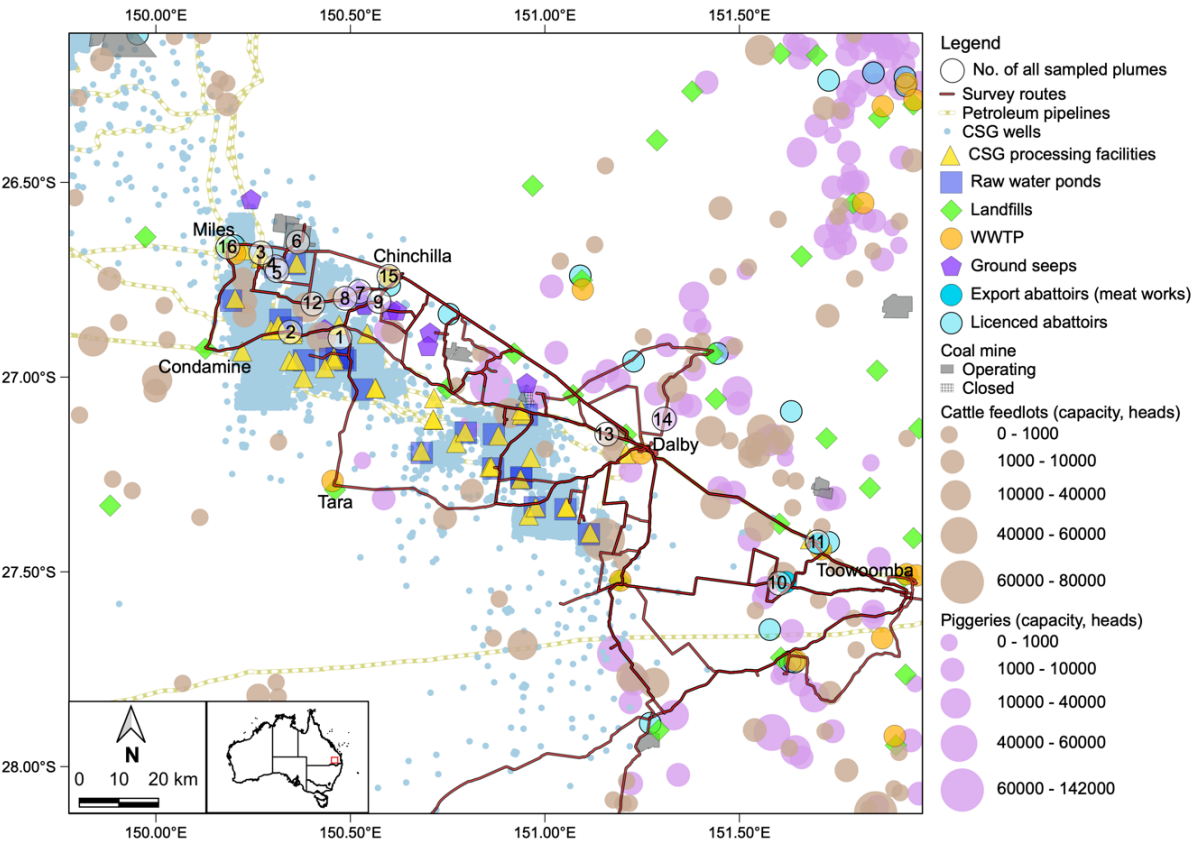 150.00°E 150.50°E 151.00°E 151.50°E
26.50°S
27.00°S
27.50°S
28.00°S
Miles
16
3
6
4
5
Chinchilla
15
12
8
7
9
2
1
Condamine
14
13
Dalby
Tara
11
Toowoomba
10
N
0 10 20 km
150.00°E 150.50°E 151.00°E 151.50°E
Legend
No. of all sampled plumes
Survey routes
Petroleum pipelines
CSG wells
CSG processing facilities
Raw water ponds
Landfills
WWTP
Ground seeps
Export abattoirs (meat works)
Licenced abattoirs
Coal mine
Operating
Closed
Cattle feedlots (capacity, heads)
0 - 1000
1000 - 10000
10000 - 40000
40000 - 60000
60000 - 80000
Piggeries (capacity, heads)
0 - 1000
1000 - 10000
10000 - 40000
40000 - 60000
60000 - 142000